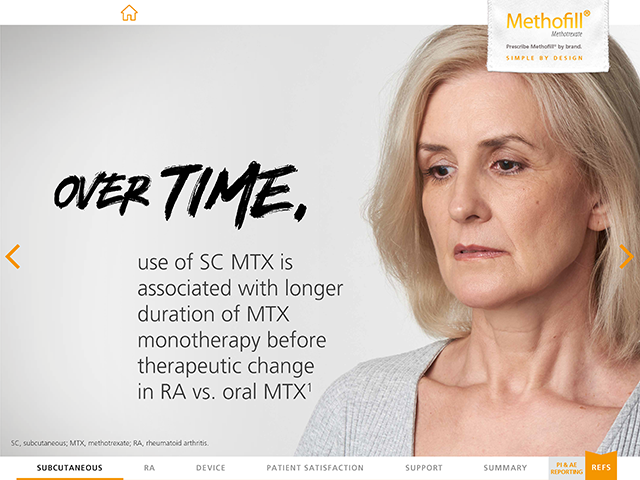 Methofill®
Methotrexate
Prescribe Methofill® by brand.
SIMPLE BY DESIGN
OVER TIME,
use of SC MTX is
associated with longer
duration of MTX
monotherapy before
therapeutic change
in RA vs. oral MTX¹
SC, subcutaneous; MTX, methotrexate; RA, rheumatoid arthritis.
SUBCUTANEOUS RA DEVICE PATIENT SATISFACTION SUPPORT SUMMARY PI & AE REPORTING REFS